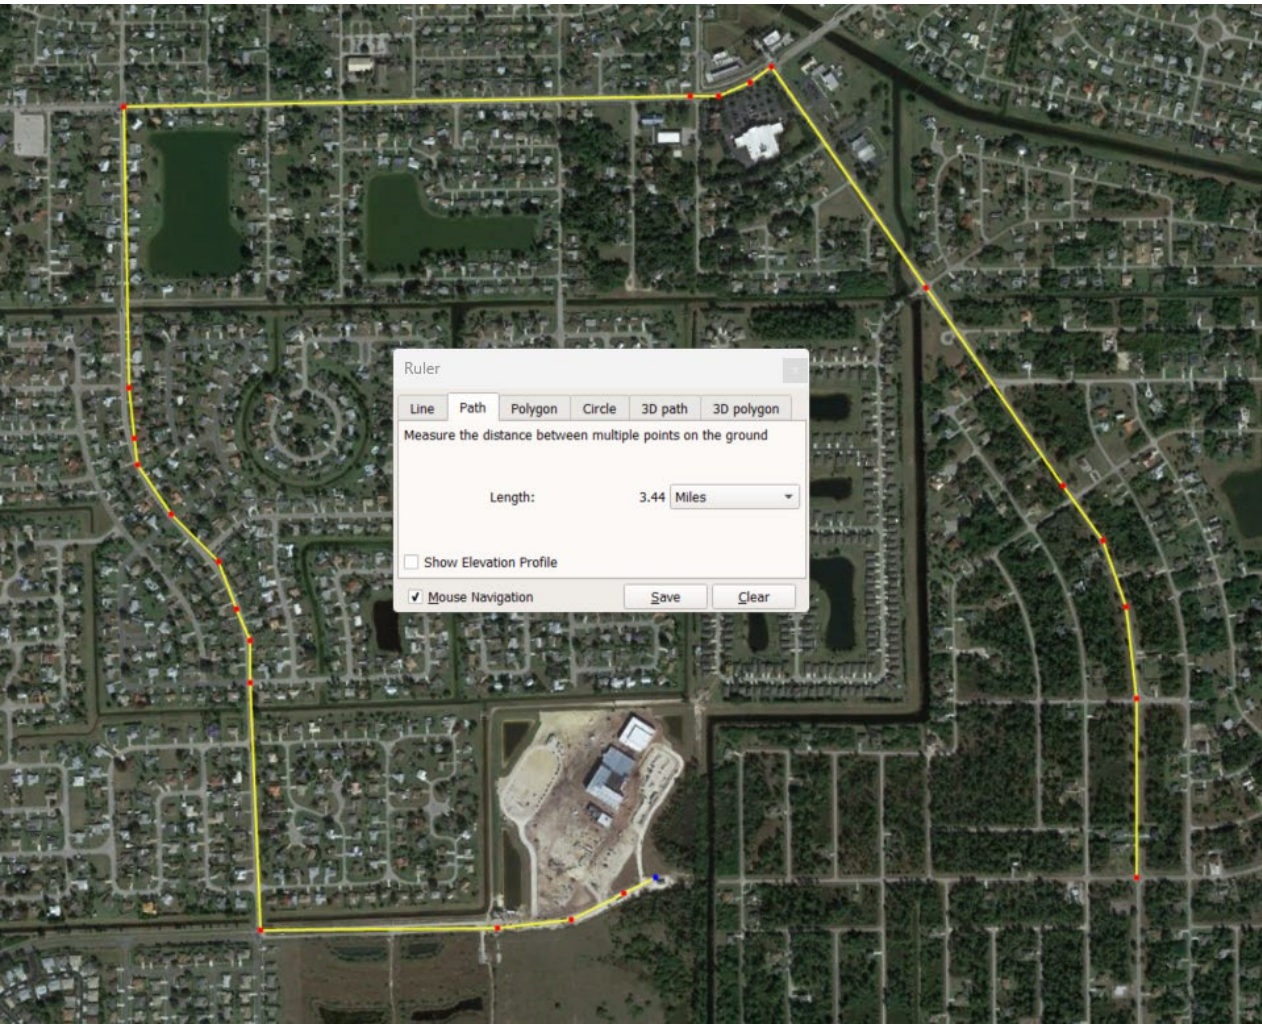 Ruler
Line Path Polygon Circle 3D path 3D polygon
Measure the distance between multiple points on the ground
Length: 3.44 Miles
Show Elevation Profile
Mouse Navigation Save Clear